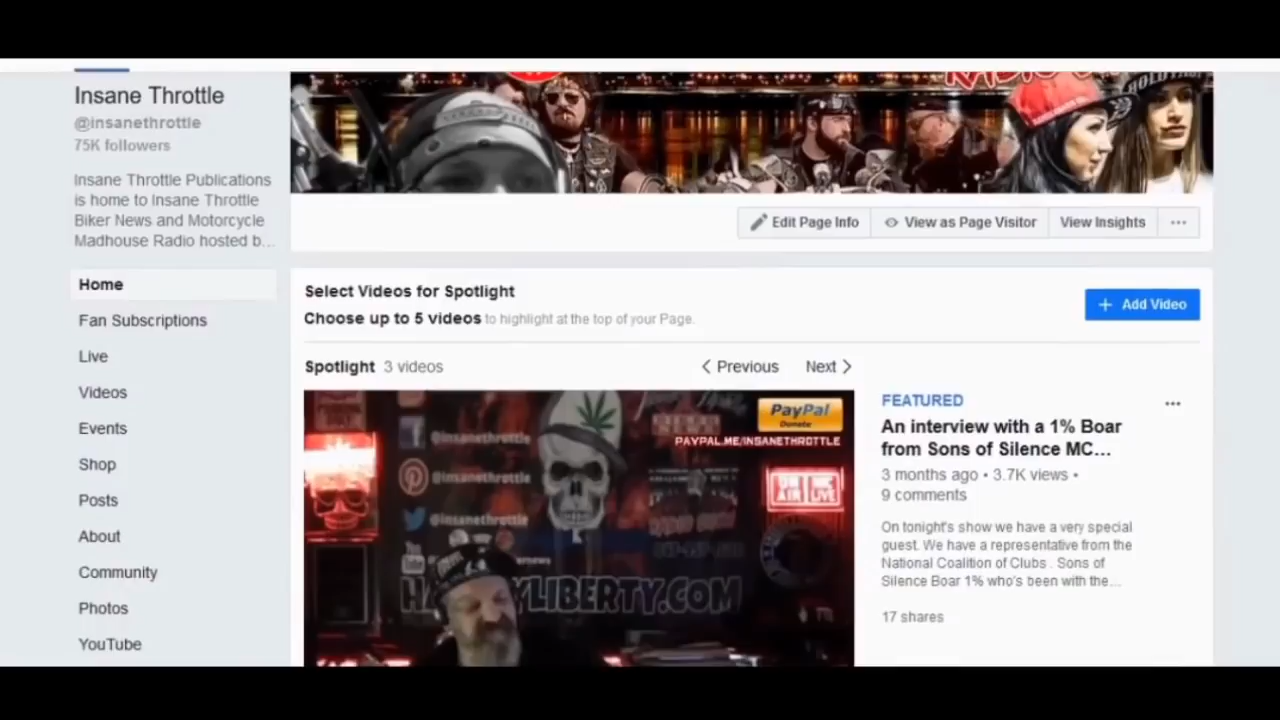 Insane Throttle
@insanethrottle
75K followers
Insane Throttle Publications
is home to Insane Throttle
Biker News and Motorcycle
Madhouse Radio hosted b...
Home
Fan Subscriptions
Live
Videos
Events
Shop
Posts
About
Community
Photos
YouTube
Edit Page Info
View as Page Visitor
View Insights
Select Videos for Spotlight
Choose up to 5 videos to highlight at the top of your Page.
+ Add Video
Spotlight 3 videos
Previous
Next
PayPal
Donate
PAYPAL.ME/INSANETHROTTLE
@insanethrottle
@insanethrottle
@insanethrottle
ON AIR
LIVE
YLIBERTY.COM
FEATURED
An interview with a 1% Boar
from Sons of Silence MC...
3 months ago • 3.7K views •
9 comments
On tonight's show we have a very special
guest. We have a representative from the
National Coalition of Clubs . Sons of
Silence Boar 1% who's been with the...
17 shares